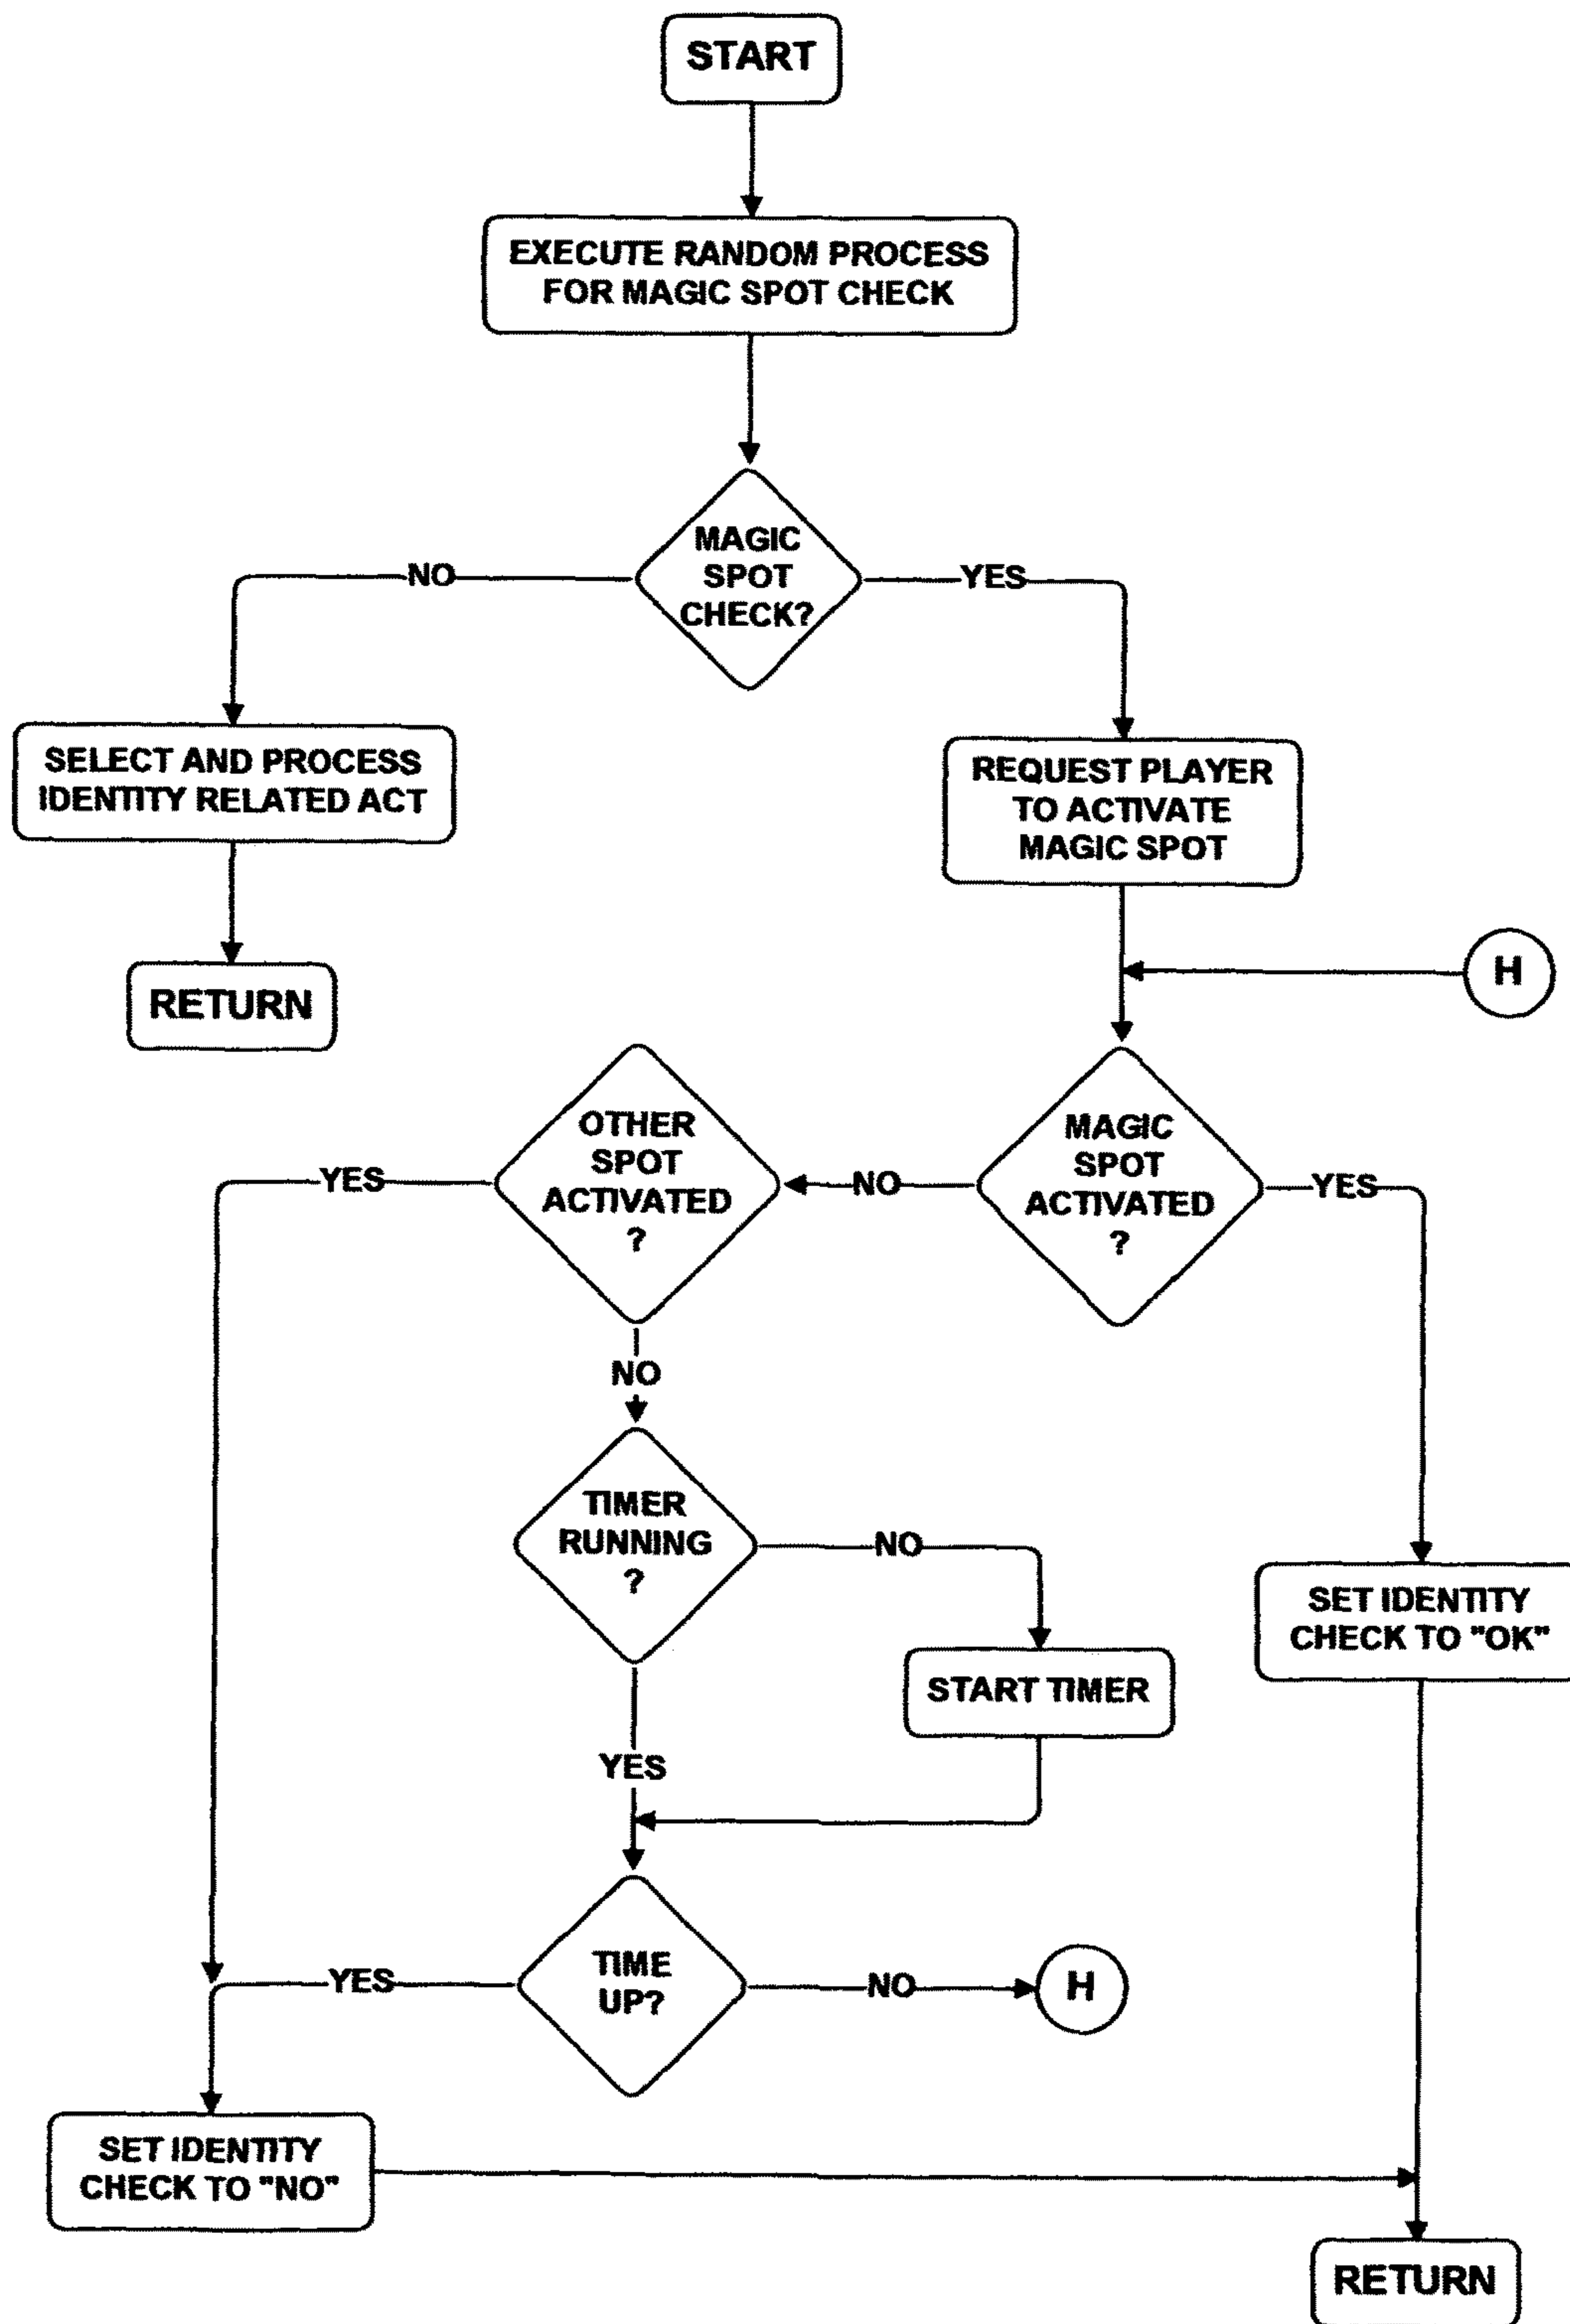 START
EXECUTE RANDOM PROCESS
FOR MAGIC SPOT CHECK
MAGIC
SPOT
CHECK?
NO
YES
SELECT AND PROCESS
IDENTITY RELATED ACT
REQUEST PLAYER
TO ACTIVATE
MAGIC SPOT
RETURN
H
MAGIC
SPOT
ACTIVATED
?
NO
YES
OTHER
SPOT
ACTIVATED
?
YES
NO
TIMER
RUNNING
?
NO
START TIMER
YES
SET IDENTITY
CHECK TO "OK"
TIME
UP?
YES
NO
H
SET IDENTITY
CHECK TO "NO"
RETURN